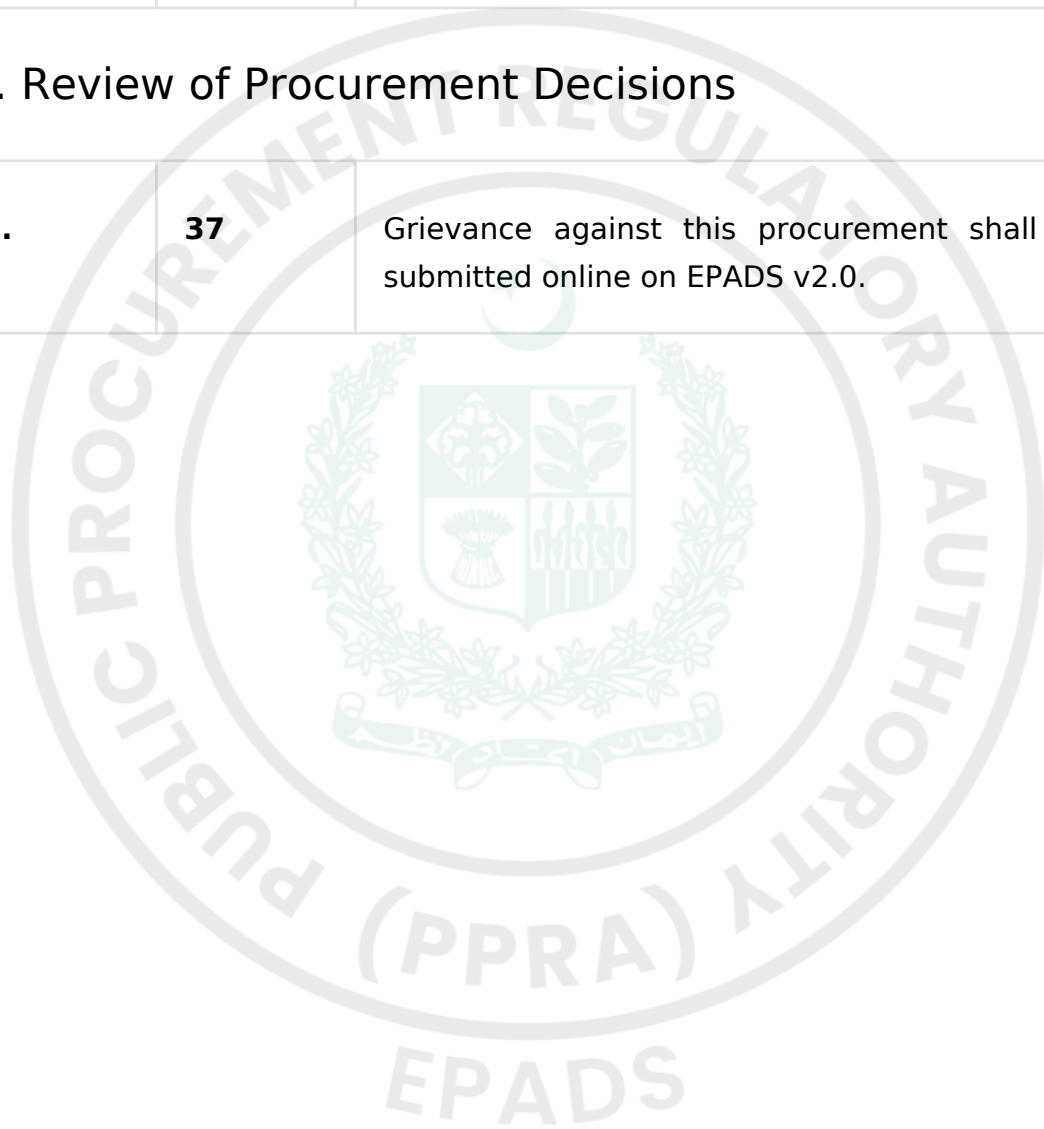 . Review of Procurement Decisions
. 37 Grievance against this procurement shall
submitted online on EPADS v2.0.
PUBLIC PROCUREMENT REGULATORY AUTHORITY
(PPRA)
EPADS